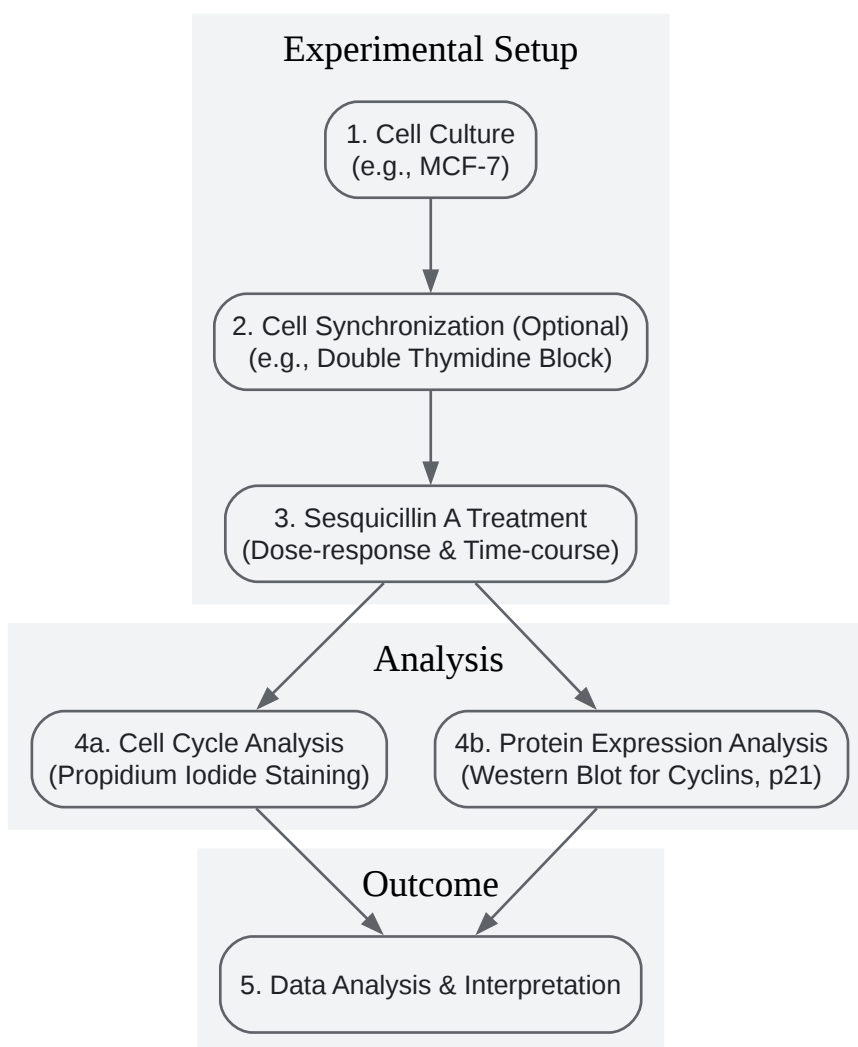 Experimental Setup
1. Cell Culture
(e.g., MCF-7)
2. Cell Synchronization (Optional)
(e.g., Double Thymidine Block)
3. Sesquicillin A Treatment
(Dose-response & Time-course)
Analysis
4a. Cell Cycle Analysis
(Propidium Iodide Staining)
4b. Protein Expression Analysis
(Western Blot for Cyclins, p21)
Outcome
5. Data Analysis & Interpretation